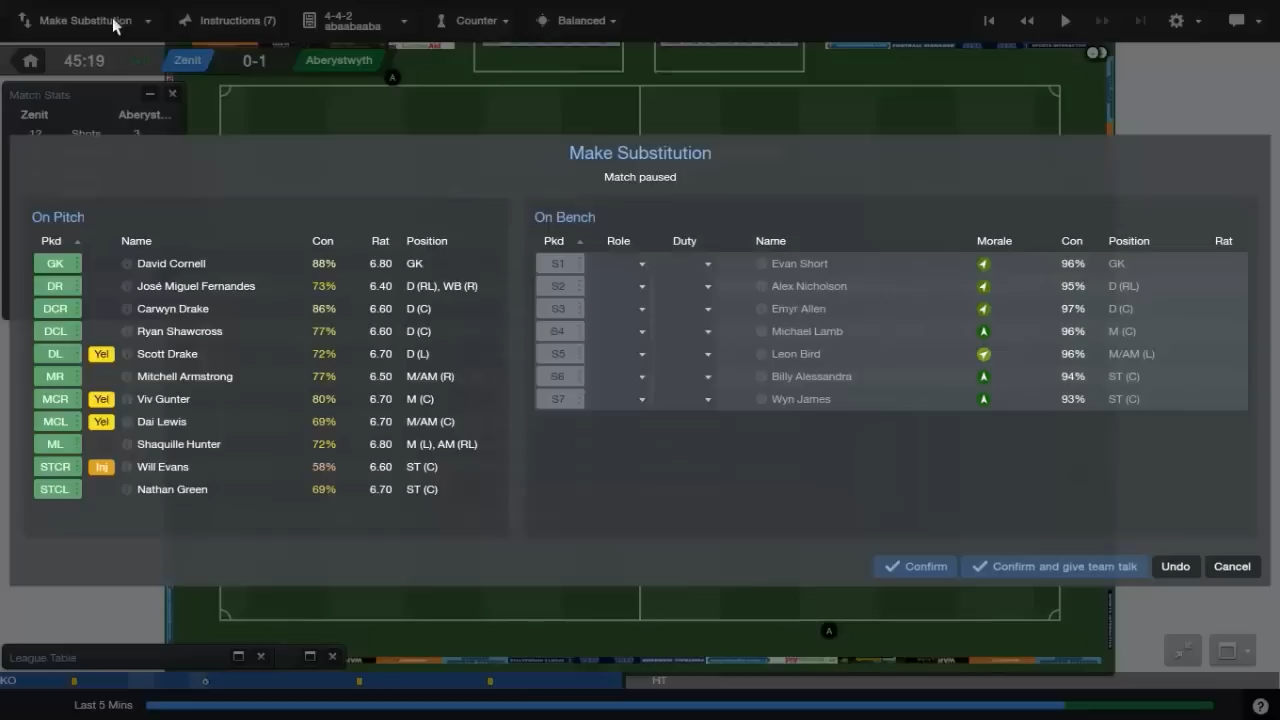 Make Substitution
Instructions (7)
4-4-2
abaabaabs
Counter
Balanced
45:19
Zenit
0-1
Aberystwyth
A
Match Stats
Zenit
Aberyst...
12
Shots
3
Make Substitution
Match paused
On Pitch
Pkd Name Con Rat Position
GK David Cornell 88% 6.80 GK
DR José Miguel Fernandes 73% 6.40 D (RL), WB (R)
DCR Carwyn Drake 86% 6.60 D (C)
DCL Ryan Shawcross 77% 6.60 D (C)
DL Yel Scott Drake 72% 6.70 D (L)
MR Mitchell Armstrong 77% 6.50 M/AM (R)
MCR Yel Viv Gunter 80% 6.70 M (C)
MCL Yel Dai Lewis 69% 6.70 M/AM (C)
ML Shaquille Hunter 72% 6.80 M (L), AM (RL)
STCR Inj Will Evans 58% 6.60 ST (C)
STCL Nathan Green 69% 6.70 ST (C)
On Bench
Pkd Role Duty Name Morale Con Position Rat
S1 Evan Short 96% GK
S2 Alex Nicholson 95% D (RL)
S3 Emyr Allen 97% D (C)
S4 Michael Lamb 96% M (C)
S5 Leon Bird 96% M/AM (L)
S6 Billy Alessandra 94% ST (C)
S7 Wyn James 93% ST (C)
Confirm
Confirm and give team talk
Undo
Cancel
A
League Table
KO
HT
Last 5 Mins